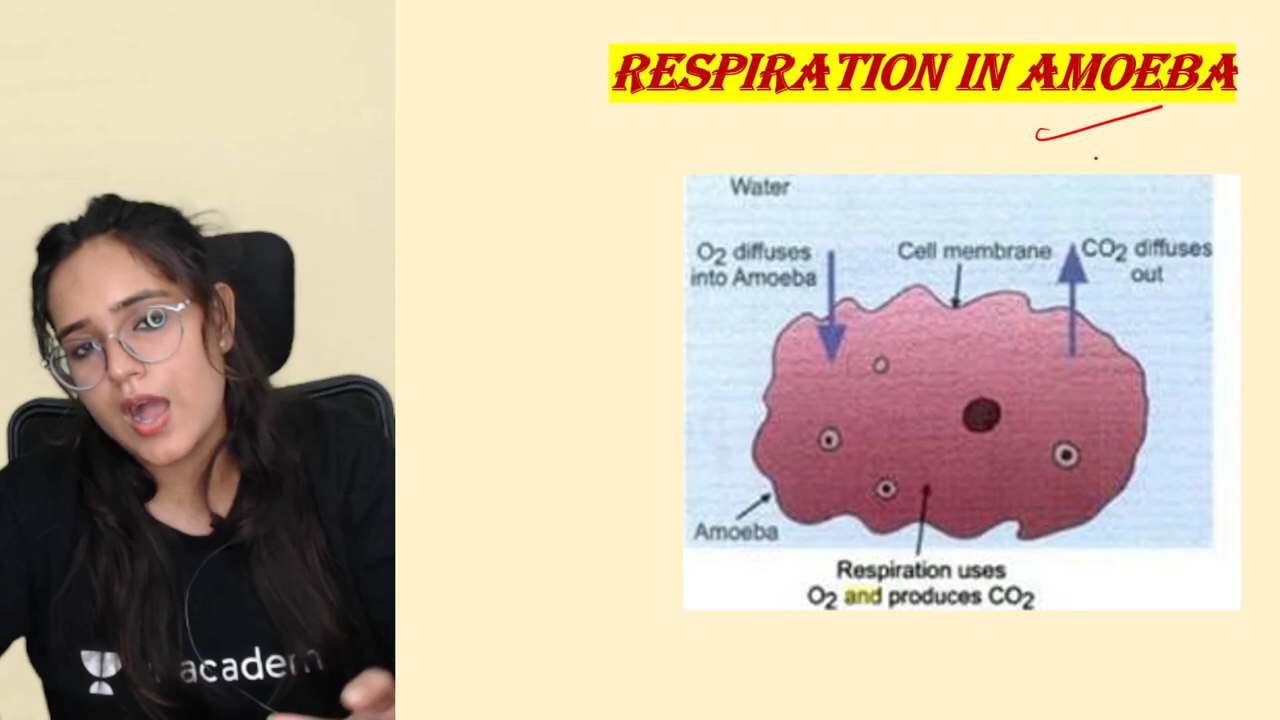 RESPIRATION IN AMOEBA
Water
O2 diffuses
into Amoeba
Cell membrane
CO2 diffuses
out
Amoeba
Respiration uses
O2 and produces CO2